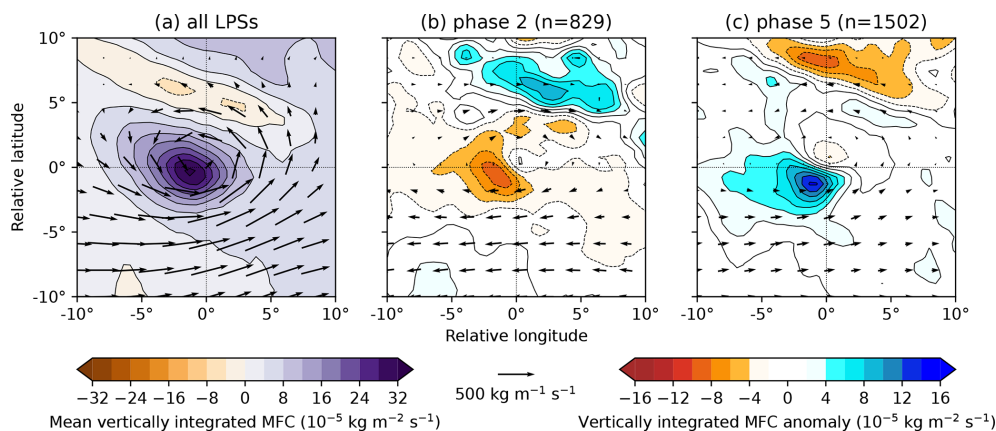 (a) all LPSs
(b) phase 2 (n=829)
(c) phase 5 (n=1502)
10°
5°
0°
-5°
-10°
Relative latitude
-10° -5° 0° 5° 10°
-10° -5° 0° 5° 10°
-10° -5° 0° 5° 10°
Relative longitude
−32 −24 −16 −8 0 8 16 24 32
Mean vertically integrated MFC (10⁻⁵ kg m⁻² s⁻¹)
500 kg m⁻¹ s⁻¹
−16 −12 −8 −4 0 4 8 12 16
Vertically integrated MFC anomaly (10⁻⁵ kg m⁻² s⁻¹)